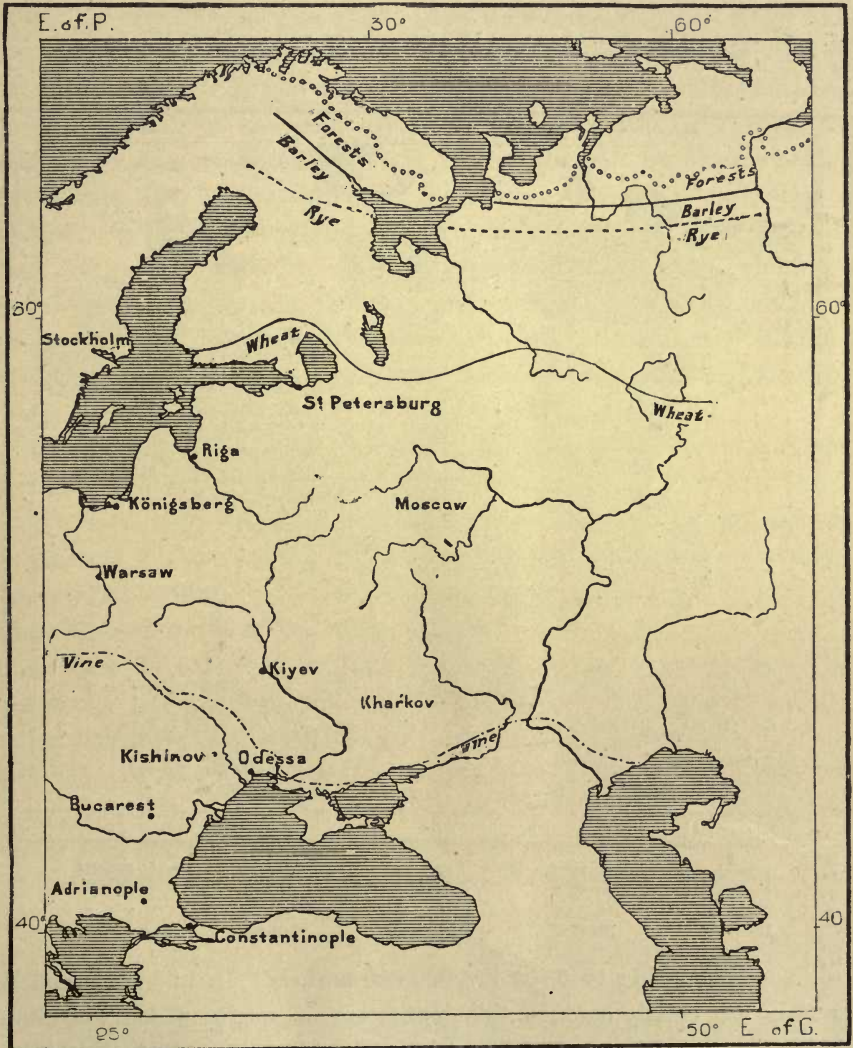 E. of. P. 30° 60°
Forests
Barley
Rye
Forests
Barley
Rye
60° 60°
Stockholm
Wheat
Wheat
St Petersburg
Riga
Königsberg
Moscow
Warsaw
Kiyev
Vine
Kharkov
Vine
Kishinov
Odessa
Bucarest
Adrianople
40° 40
Constantinople
25° 50° E of G.